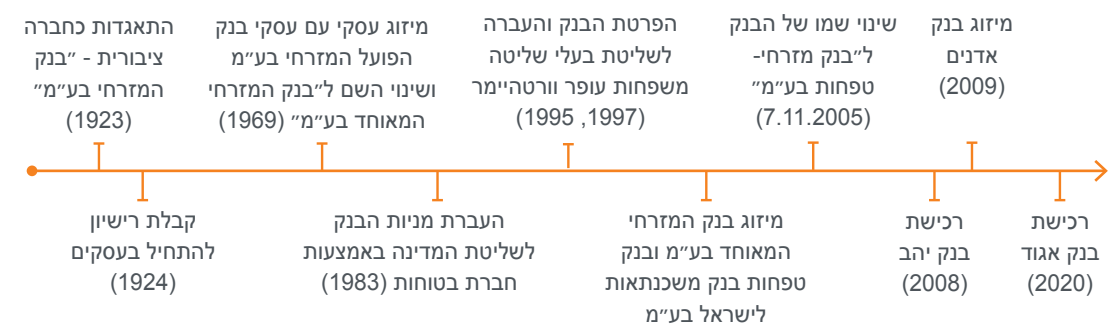 התאגדות כחברה
ציבורית - ״בנק
המזרחי בע״מ״
(1923)
קבלת רישיון
להתחיל בעסקים
(1924)
מיזוג עסקי עם עסקי בנק
הפועל המזרחי בע״מ
ושינוי השם ל״בנק המזרחי
המאוחד בע״מ״ (1969)
העברת מניות הבנק
לשליטת המדינה באמצעות
חברת בטוחות (1983)
הפרטת הבנק והעברה
לשליטת בעלי שליטה
משפחות עופר וורטהיימר
(1995 ,1997)
מיזוג בנק המזרחי
המאוחד בע״מ ובנק
טפחות בנק משכנתאות
לישראל בע״מ
שינוי שמו של הבנק
ל״בנק מזרחי-
טפחות בע״מ״
(7.11.2005)
רכישת
בנק יהב
(2008)
מיזוג בנק
אדנים
(2009)
רכישת
בנק אגוד
(2020)